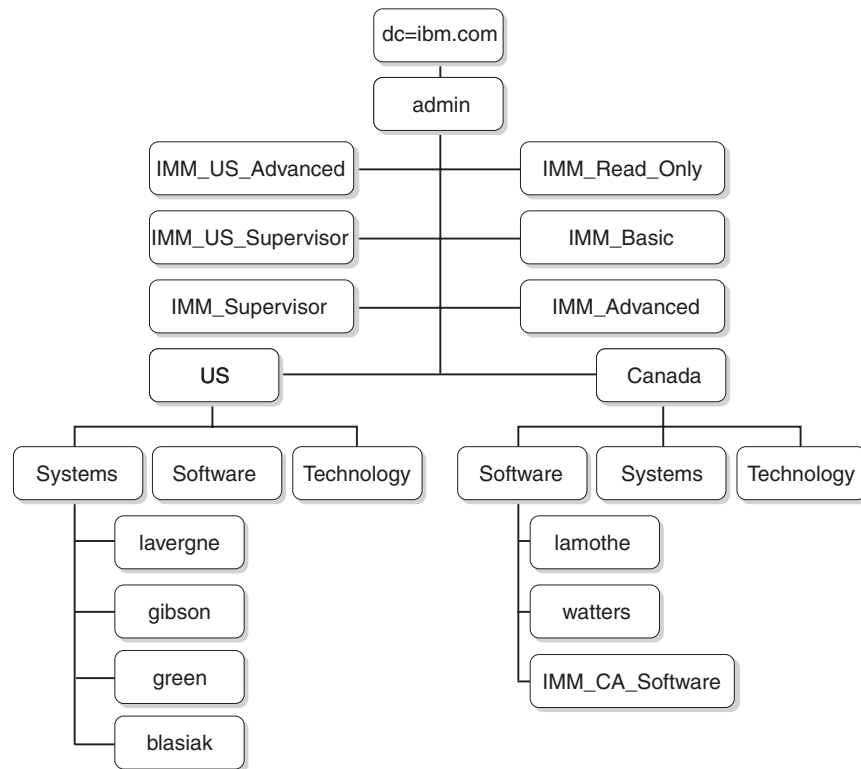 dc=ibm.com
admin
IMM_US_Advanced
IMM_Read_Only
IMM_US_Supervisor
IMM_Basic
IMM_Supervisor
IMM_Advanced
US
Canada
Systems
Software
Technology
Software
Systems
Technology
lavergne
lamothe
gibson
watters
green
IMM_CA_Software
blasiak